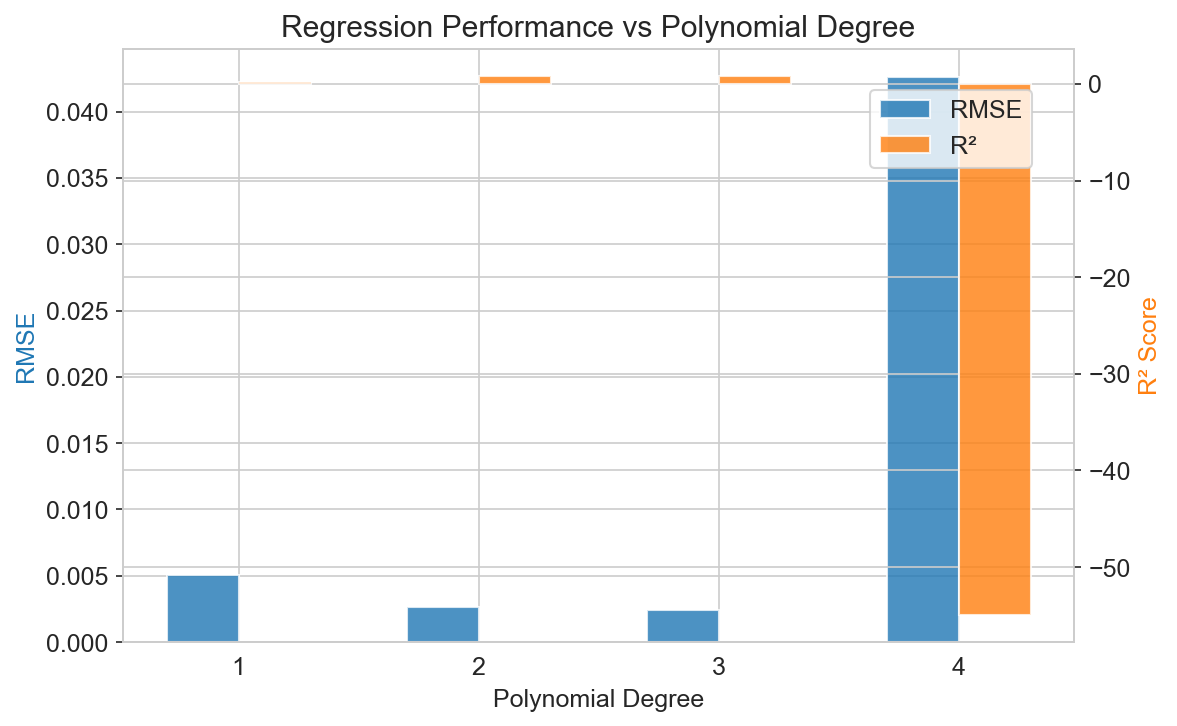 Regression Performance vs Polynomial Degree
RMSE
0.040
0.035
0.030
0.025
0.020
0.015
0.010
0.005
0.000
RMSE
R²
0
−10
−20
−30
−40
−50
R² Score
1 2 3 4
Polynomial Degree